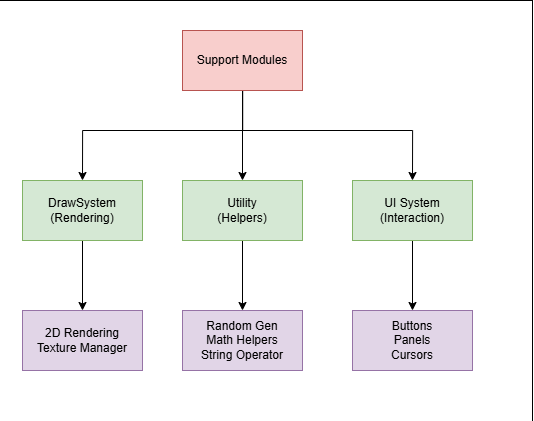 Support Modules
DrawSystem
(Rendering)
Utility
(Helpers)
UI System
(Interaction)
2D Rendering
Texture Manager
Random Gen
Math Helpers
String Operator
Buttons
Panels
Cursors